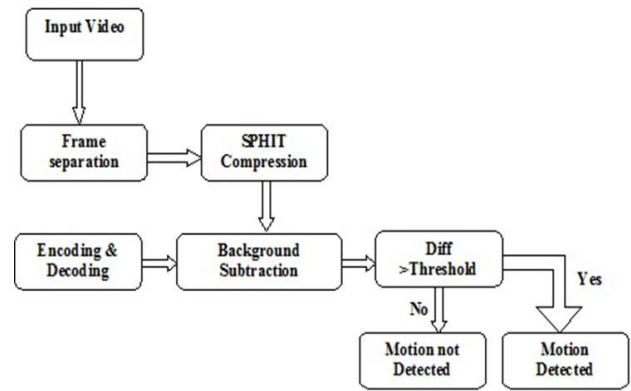 Input Video
Frame
separation
SPHIT
Compression
Encoding &
Decoding
Background
Subtraction
Diff
>Threshold
Yes
No
Motion not
Detected
Motion
Detected